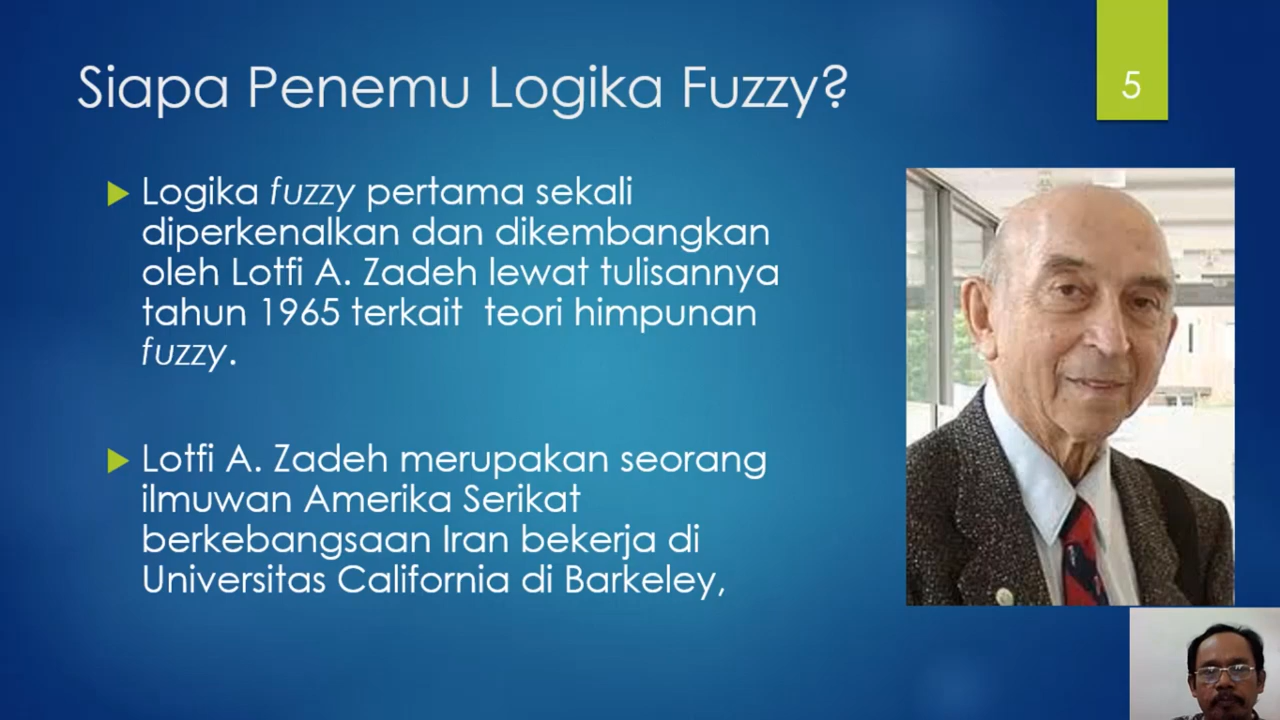 Siapa Penemu Logika Fuzzy?
5
Logika fuzzy pertama sekali
diperkenalkan dan dikembangkan
oleh Lotfi A. Zadeh lewat tulisannya
tahun 1965 terkait  teori himpunan
fuzzy.
Lotfi A. Zadeh merupakan seorang
ilmuwan Amerika Serikat
berkebangsaan Iran bekerja di
Universitas California di Barkeley,